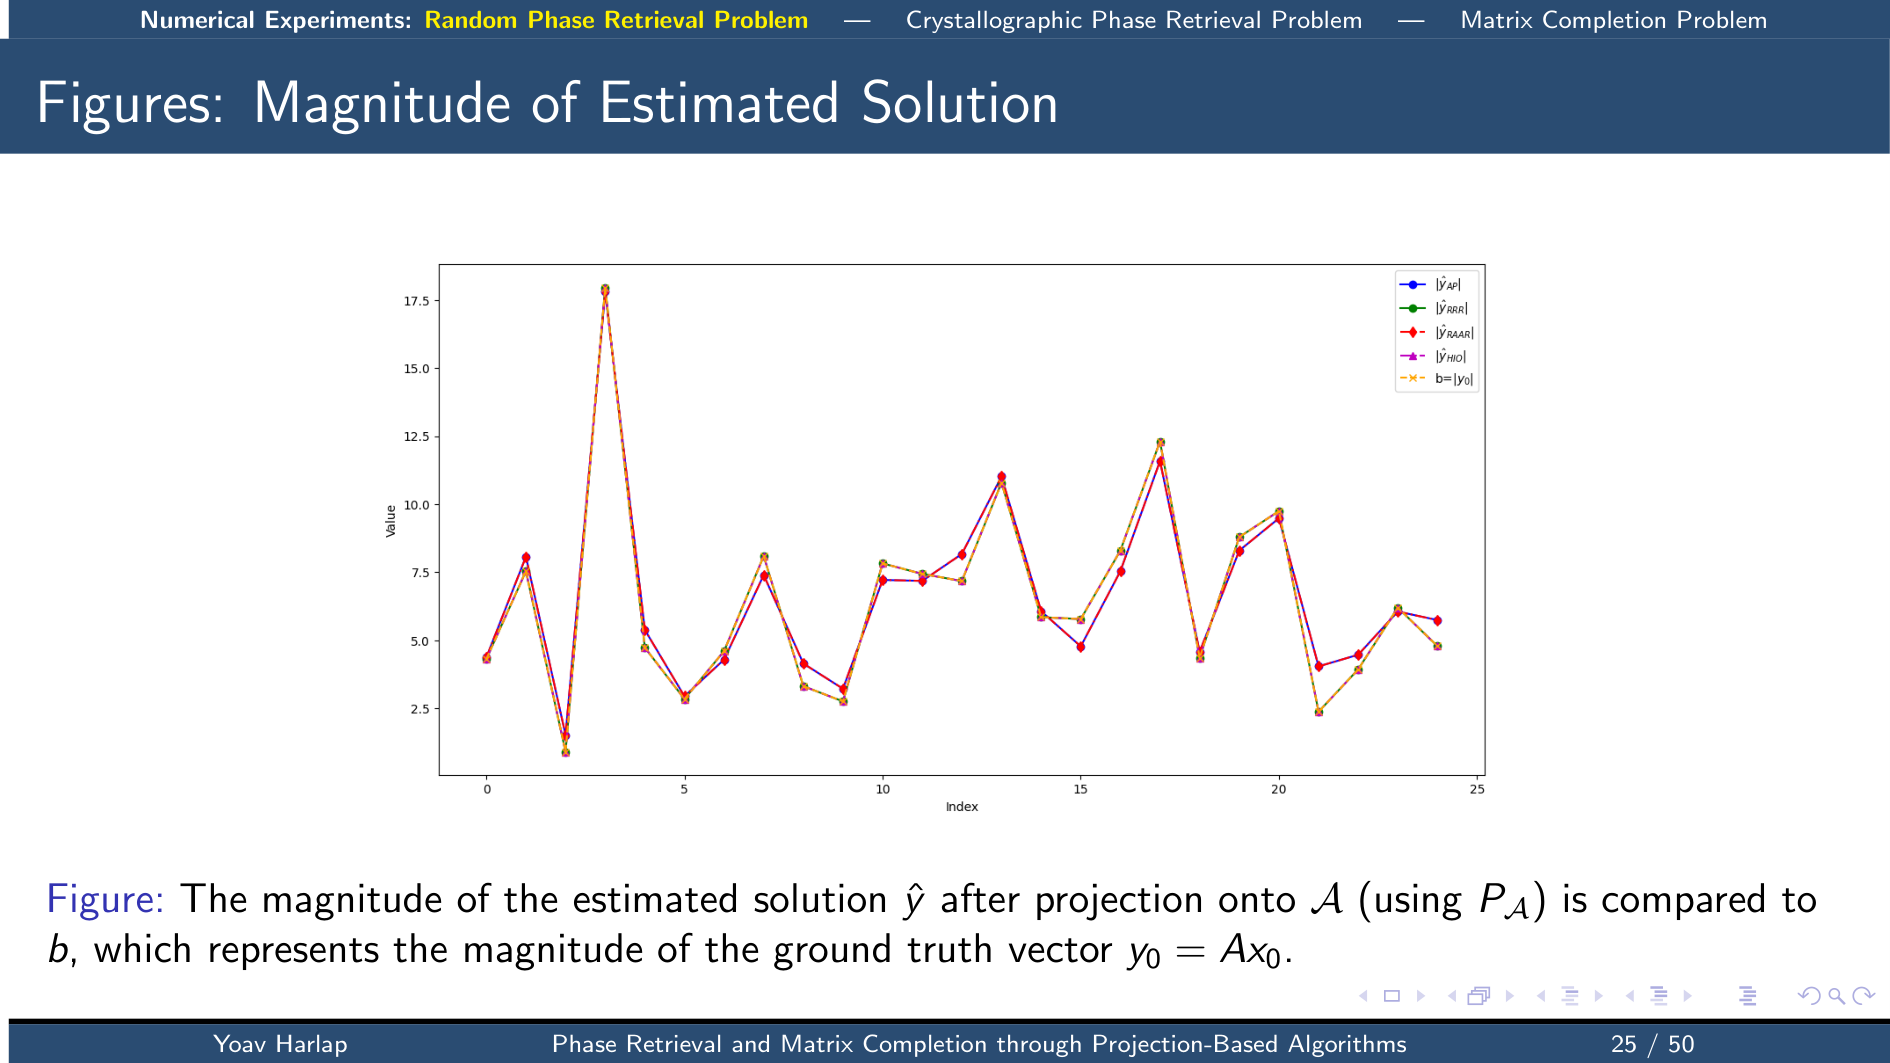 Numerical Experiments: Random Phase Retrieval Problem — Crystallographic Phase Retrieval Problem — Matrix Completion Problem
Figures: Magnitude of Estimated Solution
|ŷ_AP|
|ŷ_RRR|
|ŷ_RAAR|
|ŷ_HIO|
b=|y₀|
17.5
15.0
12.5
10.0
7.5
5.0
2.5
Value
0 5 10 15 20 25
Index
Figure: The magnitude of the estimated solution ŷ after projection onto 𝒜 (using P_𝒜) is compared to
b, which represents the magnitude of the ground truth vector y₀ = Ax₀.
Yoav Harlap Phase Retrieval and Matrix Completion through Projection-Based Algorithms 25 / 50